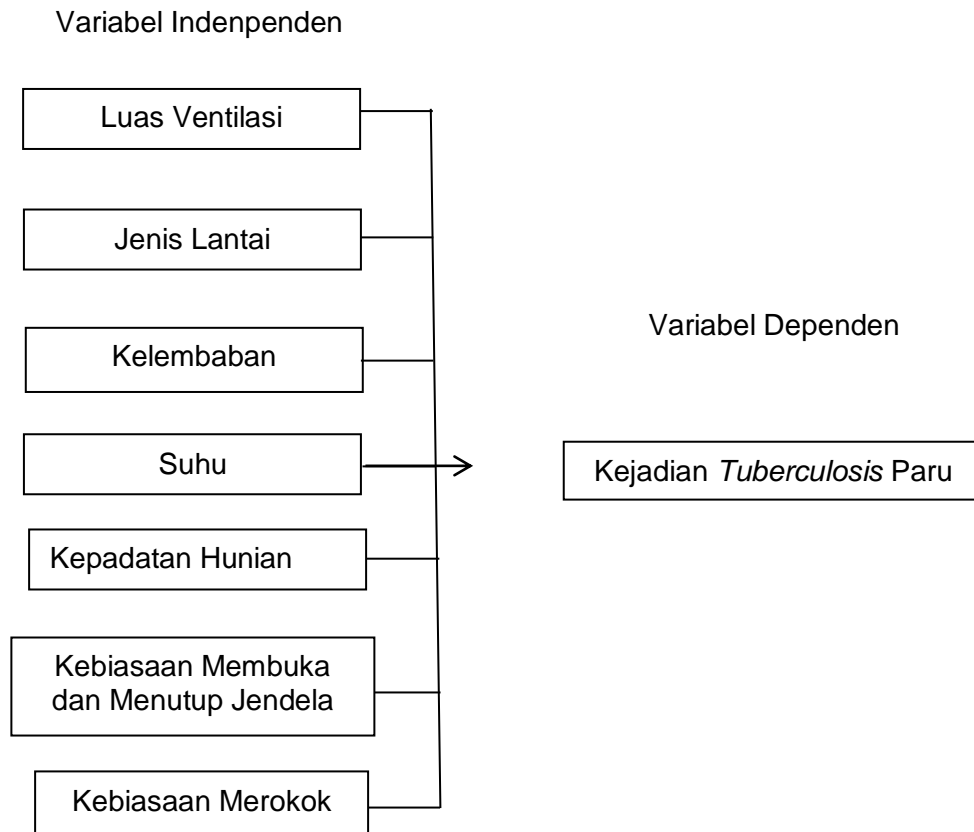 Variabel Indenpenden
Luas Ventilasi
Jenis Lantai
Kelembaban
Suhu
Kepadatan Hunian
Kebiasaan Membuka
dan Menutup Jendela
Kebiasaan Merokok
Variabel Dependen
Kejadian Tuberculosis Paru